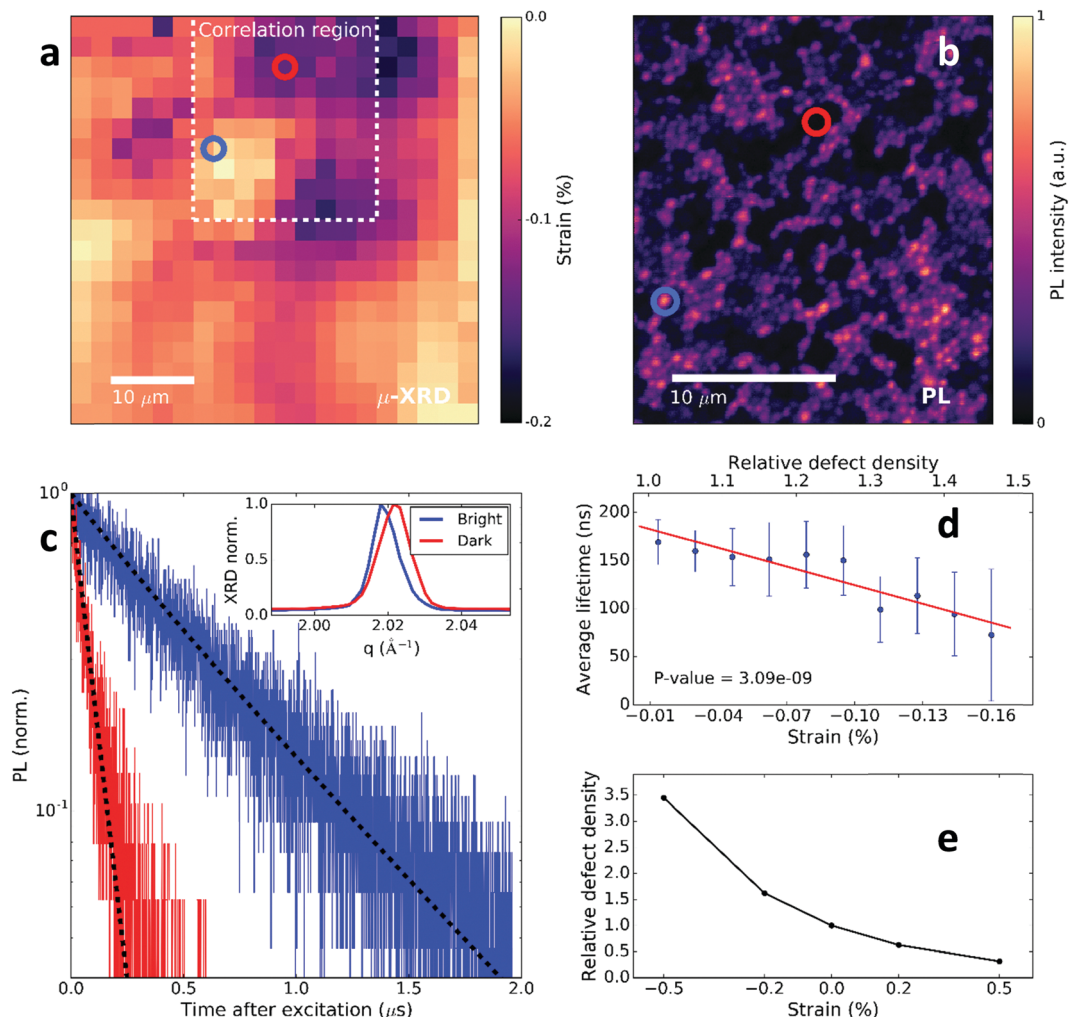 a
Correlation region
0.0
-0.1
-0.2
Strain (%)
10 μm
μ-XRD
b
1
0
PL intensity (a.u.)
10 μm
PL
c
10⁰
10⁻¹
PL (norm.)
0.0 0.5 1.0 1.5 2.0
Time after excitation (μs)
XRD norm.
1.0
0.5
0.0
2.00 2.02 2.04
q (Å⁻¹)
Bright
Dark
Relative defect density
1.0 1.1 1.2 1.3 1.4 1.5
d
Average lifetime (ns)
200
150
100
50
0
P-value = 3.09e-09
−0.01 −0.04 −0.07 −0.10 −0.13 −0.16
Strain (%)
e
Relative defect density
3.5
3.0
2.5
2.0
1.5
1.0
0.5
0.0
−0.5 −0.2 0.0 0.2 0.5
Strain (%)